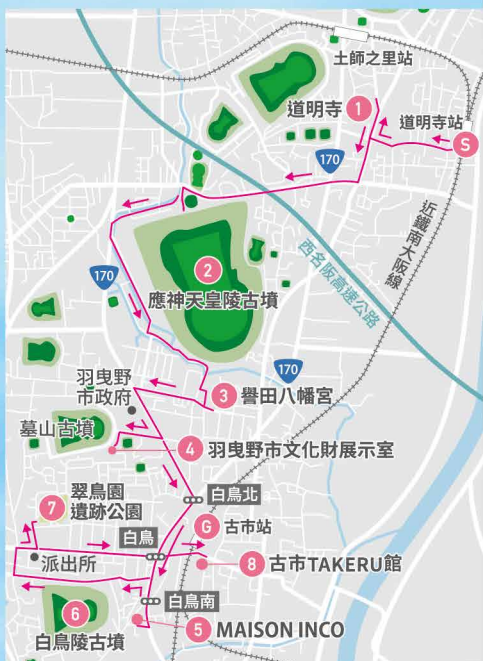 土師之里站
道明寺 1
道明寺站
S
170
近鐵南大阪線
西名阪高速公路
2
應神天皇陵古墳
170
170
羽曳野
市政府
3 譽田八幡宮
墓山古墳
4 羽曳野市文化財展示室
翠鳥園
7 遺跡公園
白鳥北
G 古市站
白鳥
派出所
8 古市TAKERU館
白鳥南
6
白鳥陵古墳
5 MAISON INCO